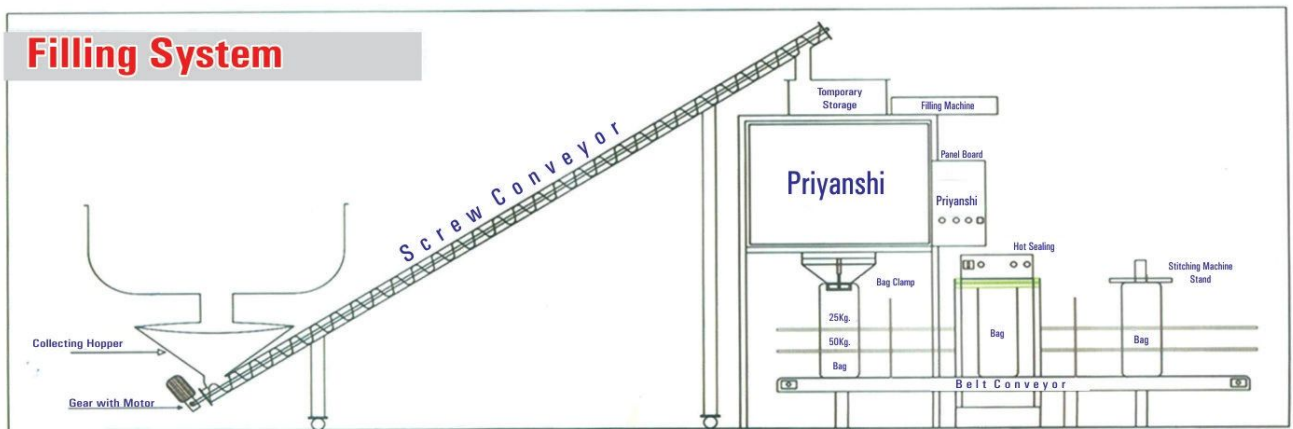 Filling System
Screw Conveyor
Tomporary
Storage
Filling Machine
Panel Board
Priyanshi
Priyanshi
Hot Sealing
Stitching Machine
Stand
Bag Clamp
25Kg.
50Kg.
Bag
Bag
Bag
Collecting Hopper
Gear with Motor
Belt Conveyor